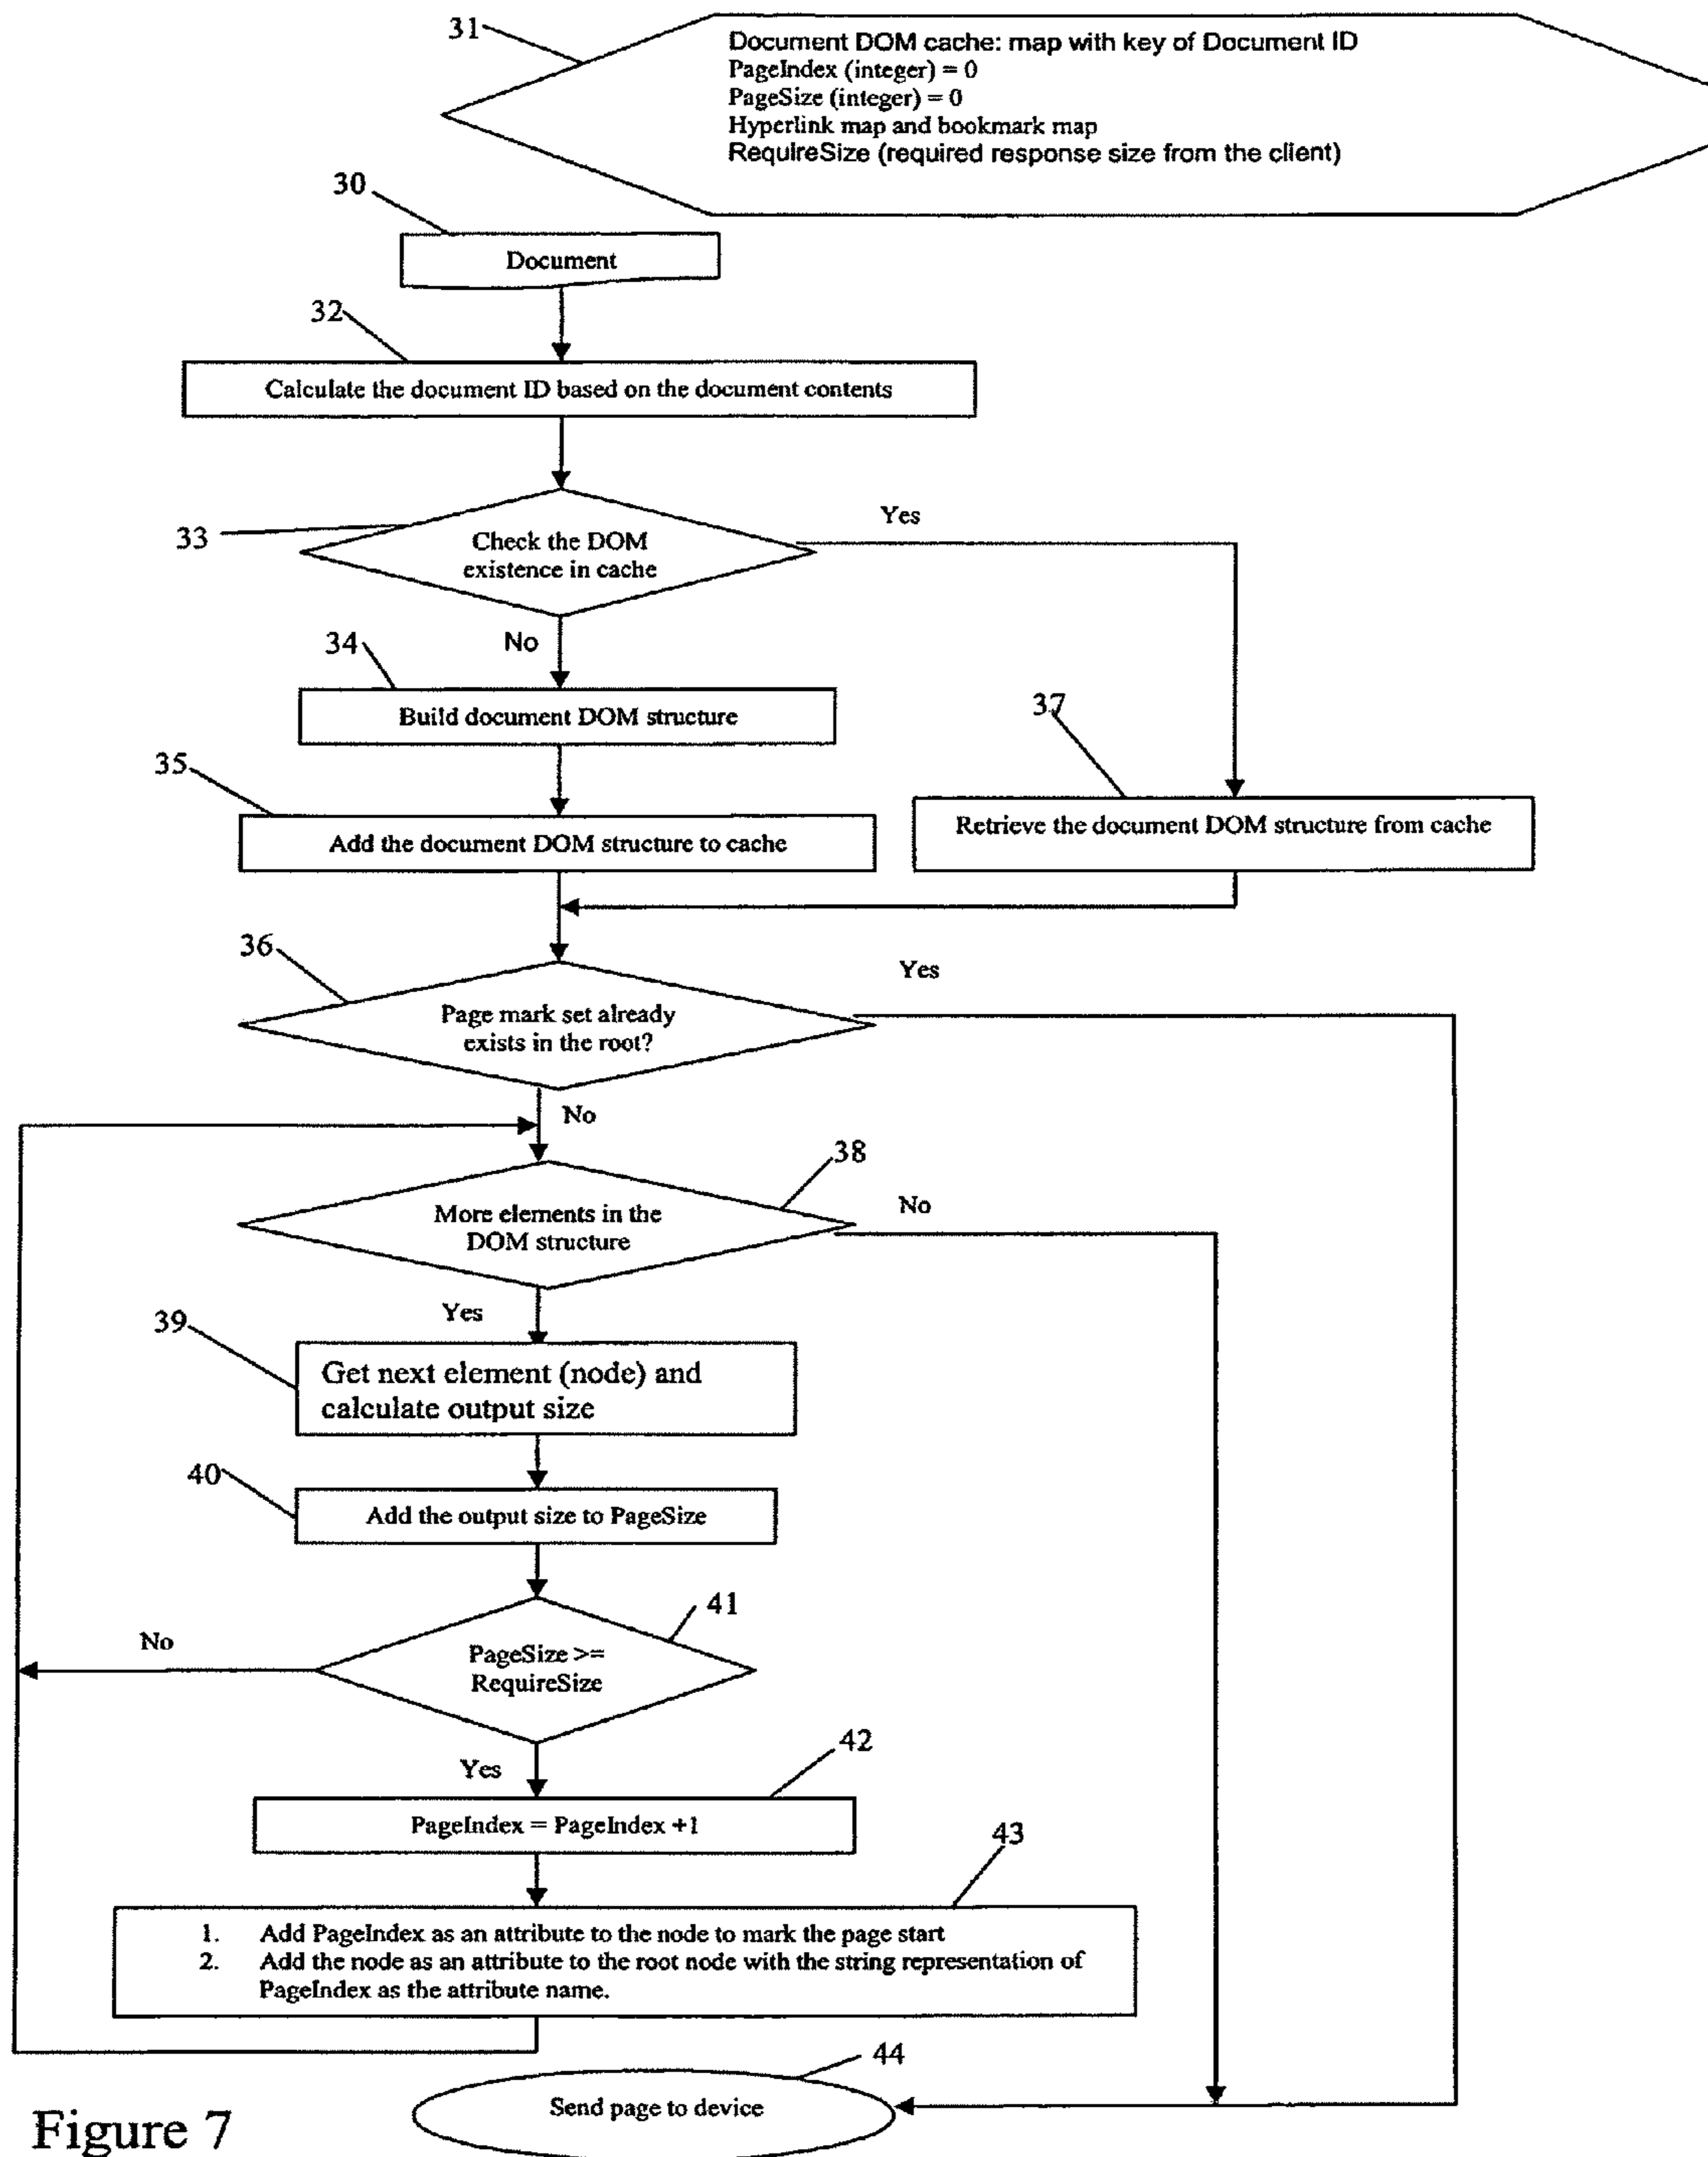 31
Document DOM cache: map with key of Document ID
PageIndex (integer) = 0
PageSize (integer) = 0
Hyperlink map and bookmark map
RequireSize (required response size from the client)
30
Document
32
Calculate the document ID based on the document contents
33
Check the DOM
existence in cache
Yes
No
34
Build document DOM structure
37
35
Add the document DOM structure to cache
Retrieve the document DOM structure from cache
36
Page mark set already
exists in the root?
Yes
No
38
More elements in the
DOM structure
No
Yes
39
Get next element (node) and
calculate output size
40
Add the output size to PageSize
41
PageSize >=
RequireSize
No
Yes
42
PageIndex = PageIndex +1
43
1. Add PageIndex as an attribute to the node to mark the page start
2. Add the node as an attribute to the root node with the string representation of
PageIndex as the attribute name.
44
Send page to device
Figure 7